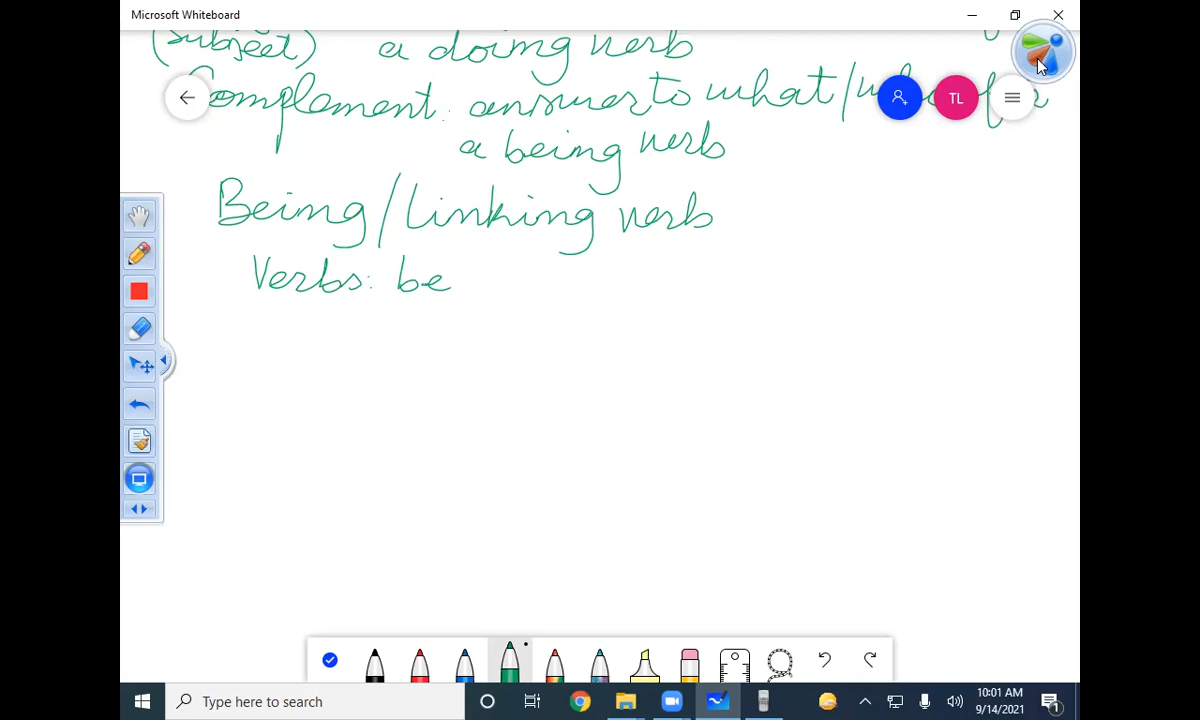 Microsoft Whiteboard
(Subject) a doing verb
Complement: answer to what/
TL
a being verb
Being/linking verb
Verbs: be
Type here to search
10:01 AM
9/14/2021
1